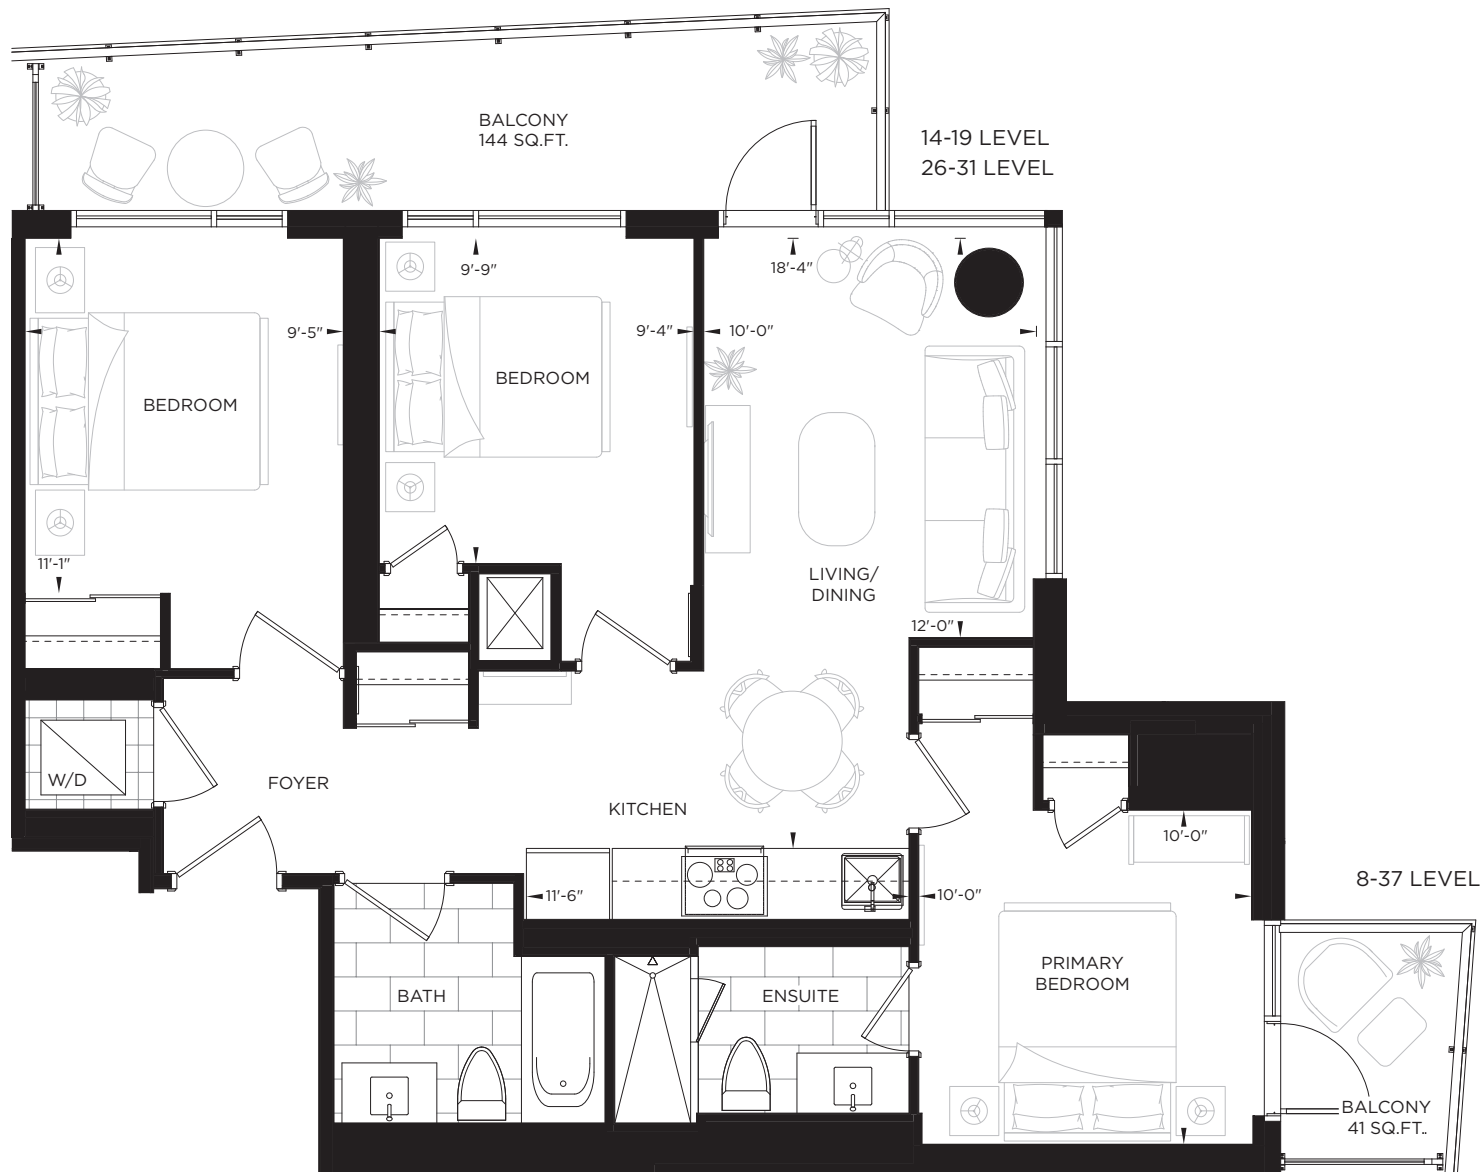 BALCONY
144 SQ.FT.
14-19 LEVEL
26-31 LEVEL
9'-9"
18'-4"
9'-5"
9'-4"
10'-0"
BEDROOM
BEDROOM
11'-1"
LIVING/
DINING
12'-0"
W/D
FOYER
KITCHEN
10'-0"
8-37 LEVEL
11'-6"
10'-0"
PRIMARY
BEDROOM
BATH
ENSUITE
BALCONY
41 SQ.FT..